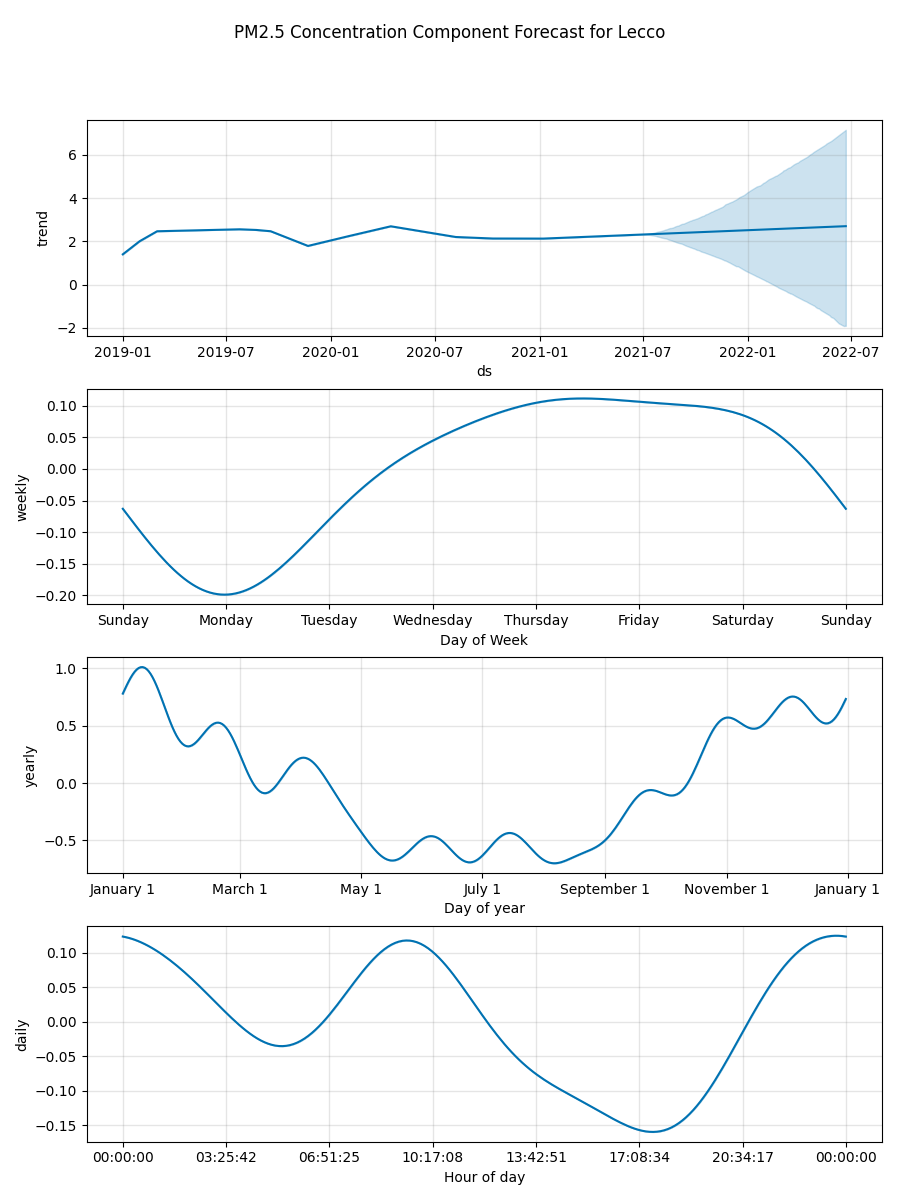 PM2.5 Concentration Component Forecast for Lecco
trend
6
4
2
0
−2
2019-01 2019-07 2020-01 2020-07 2021-01 2021-07 2022-01 2022-07
ds
weekly
0.10
0.05
0.00
−0.05
−0.10
−0.15
−0.20
Sunday Monday Tuesday Wednesday Thursday Friday Saturday Sunday
Day of Week
yearly
1.0
0.5
0.0
−0.5
January 1 March 1 May 1 July 1 September 1 November 1 January 1
Day of year
daily
0.10
0.05
0.00
−0.05
−0.10
−0.15
00:00:00 03:25:42 06:51:25 10:17:08 13:42:51 17:08:34 20:34:17 00:00:00
Hour of day